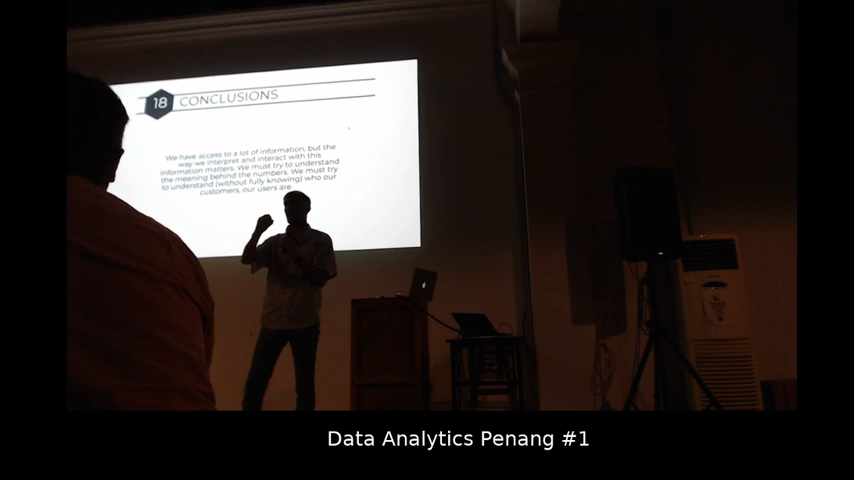 18 CONCLUSIONS
We have access to a lot of information, but the
way we interpret and interact with this
information matters. We must try to understand
the meaning behind the numbers. We must try
to understand (without fully knowing) who our
customers, our users are.
Data Analytics Penang #1